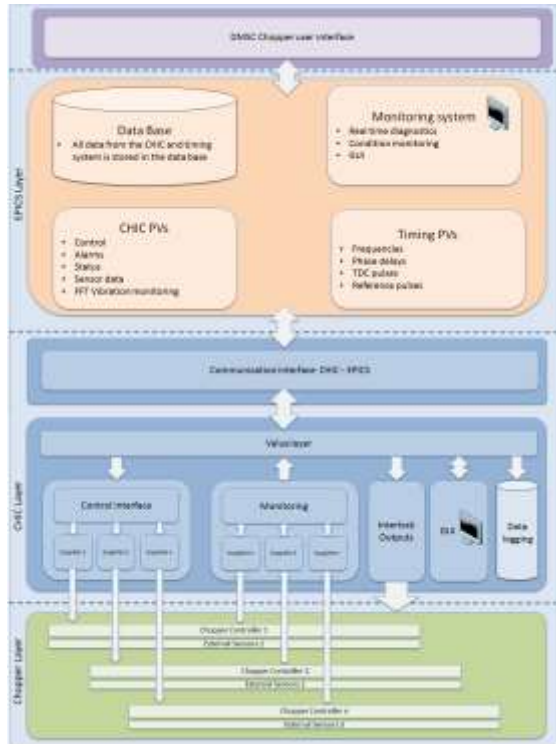 DMSC Chopper user interface
EPICS Layer
Data Base
• All data from the CHIC and timing
system is stored in the data base
Monitoring system
• Real time diagnostics
• Condition monitoring
• GUI
CHIC PVs
• Control
• Alarms
• Status
• Sensor data
• FFT Vibration monitoring
Timing PVs
• Frequencies
• Phase delays
• TDC pulses
• Reference pulses
Communication interface CHIC - EPICS
CHIC Layer
Value layer
Control Interface
Monitoring
Interlock
Outputs
GUI
Data
logging
Chopper Layer
Chopper Controller 1
External Sensors
Chopper Controller 2
External Sensors
Chopper Controller
External Sensors